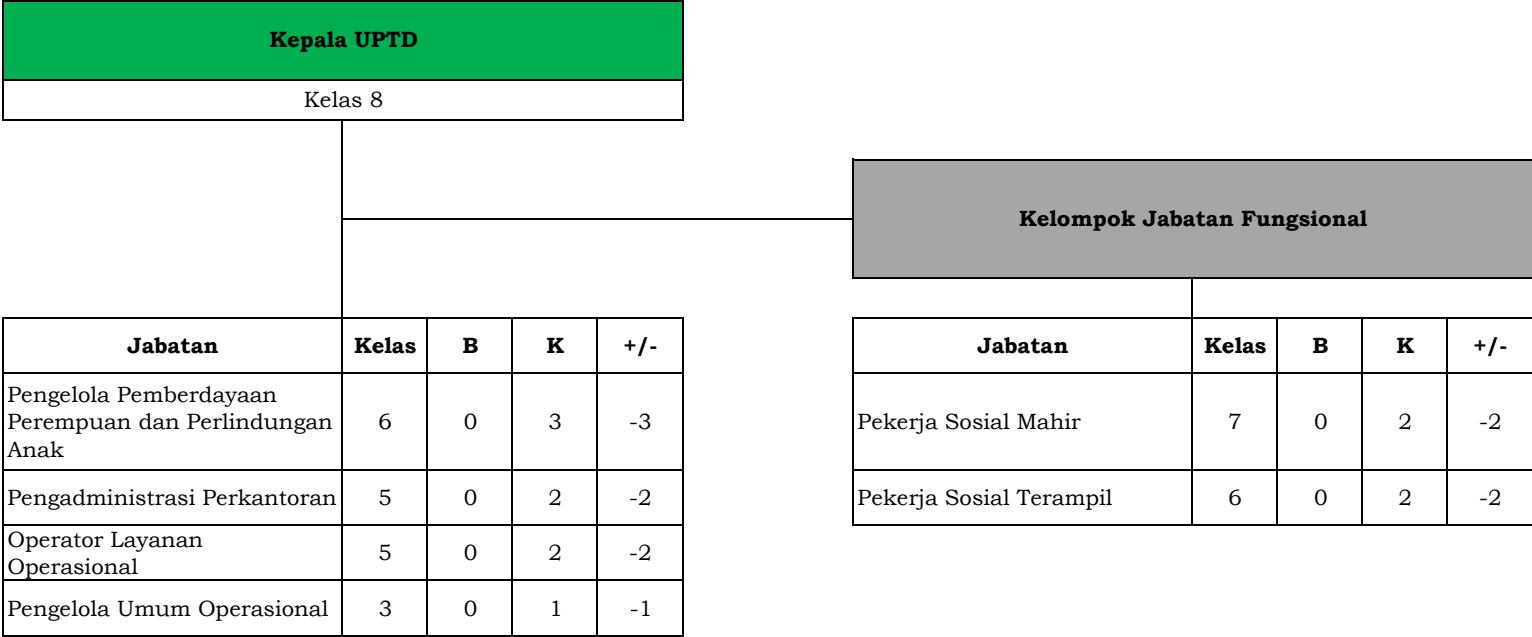 Kepala UPTD
Kelas 8
Kelompok Jabatan Fungsional
Jabatan Kelas B K +/-
Pengelola Pemberdayaan
Perempuan dan Perlindungan
Anak
6 0 3 -3
Pengadministrasi Perkantoran 5 0 2 -2
Operator Layanan
Operasional
5 0 2 -2
Pengelola Umum Operasional 3 0 1 -1
Jabatan Kelas B K +/-
Pekerja Sosial Mahir 7 0 2 -2
Pekerja Sosial Terampil 6 0 2 -2